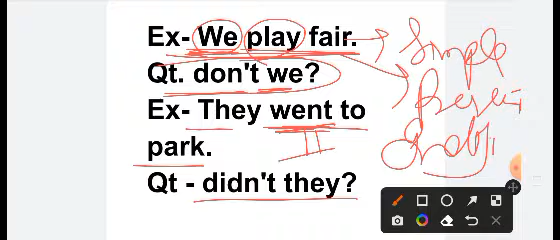 Ex- We play fair.
Qt. don't we?
Ex- They went to
park.
Qt - didn't they?
Simple
II